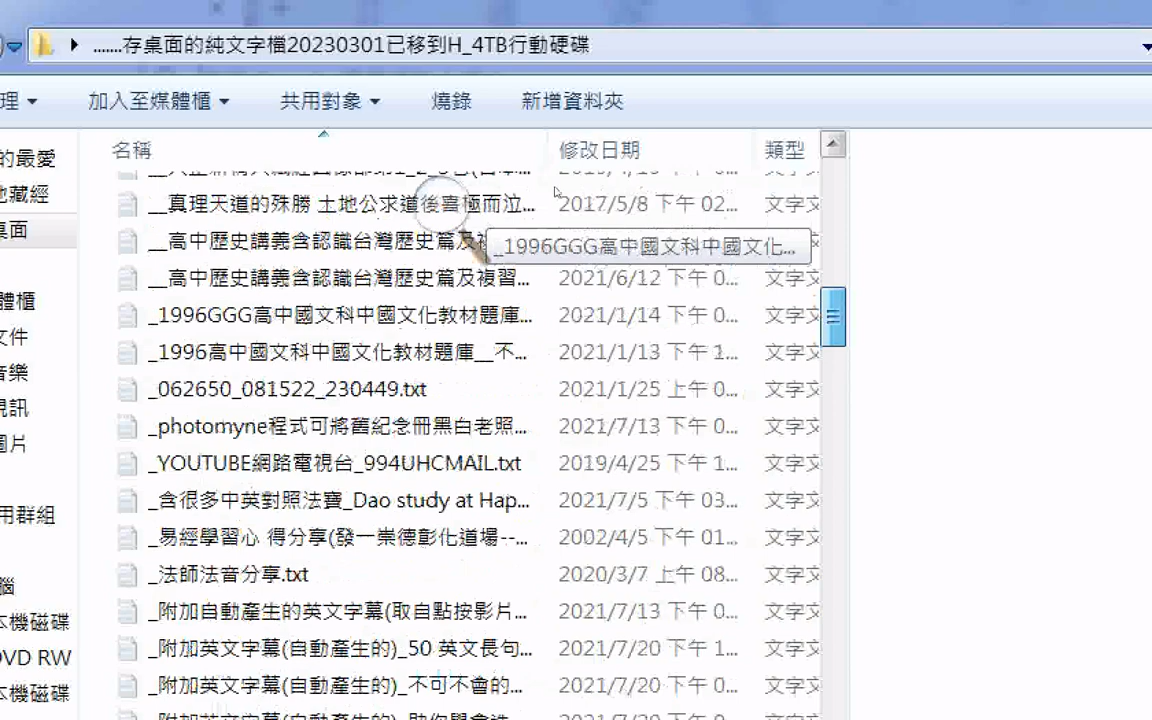 .......存桌面的純文字檔20230301已移到H_4TB行動硬碟
理 加入至媒體櫃 共用對象 燒錄 新增資料夾
名稱 修改日期 類型
的最愛
地藏經
桌面
體櫃
文件
音樂
視訊
圖片
用群組
腦
本機磁碟
DVD RW
本機磁碟
__真理天道的殊勝 土地公求道後喜極而泣... 2017/5/8 下午 02... 文字文
__高中歷史講義含認識台灣歷史篇及複
_1996GGG高中國文科中國文化...
__高中歷史講義含認識台灣歷史篇及複習... 2021/6/12 下午 0... 文字文
_1996GGG高中國文科中國文化教材題庫... 2021/1/14 下午 0... 文字文
_1996高中國文科中國文化教材題庫__不... 2021/1/13 下午 1... 文字文
_062650_081522_230449.txt 2021/1/25 上午 0... 文字文
_photomyne程式可將舊紀念冊黑白老照... 2021/7/13 下午 0... 文字文
_YOUTUBE網路電視台_994UHCMAIL.txt 2019/4/25 下午 1... 文字文
_含很多中英對照法寶_Dao study at Hap... 2021/7/5 下午 03... 文字文
_易經學習心 得分享(發一崇德彰化道場--... 2002/4/5 下午 01... 文字文
_法師法音分享.txt 2020/3/7 上午 08... 文字文
_附加自動產生的英文字幕(取自點按影片... 2021/7/13 下午 0... 文字文
_附加英文字幕(自動產生的)_50 英文長句... 2021/7/20 下午 1... 文字文
_附加英文字幕(自動產生的)_不可不會的... 2021/7/20 下午 0... 文字文